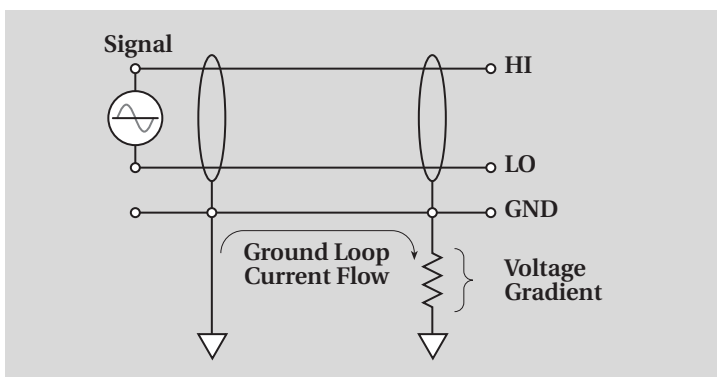 Signal
HI
LO
GND
Ground Loop
Current Flow
Voltage
Gradient